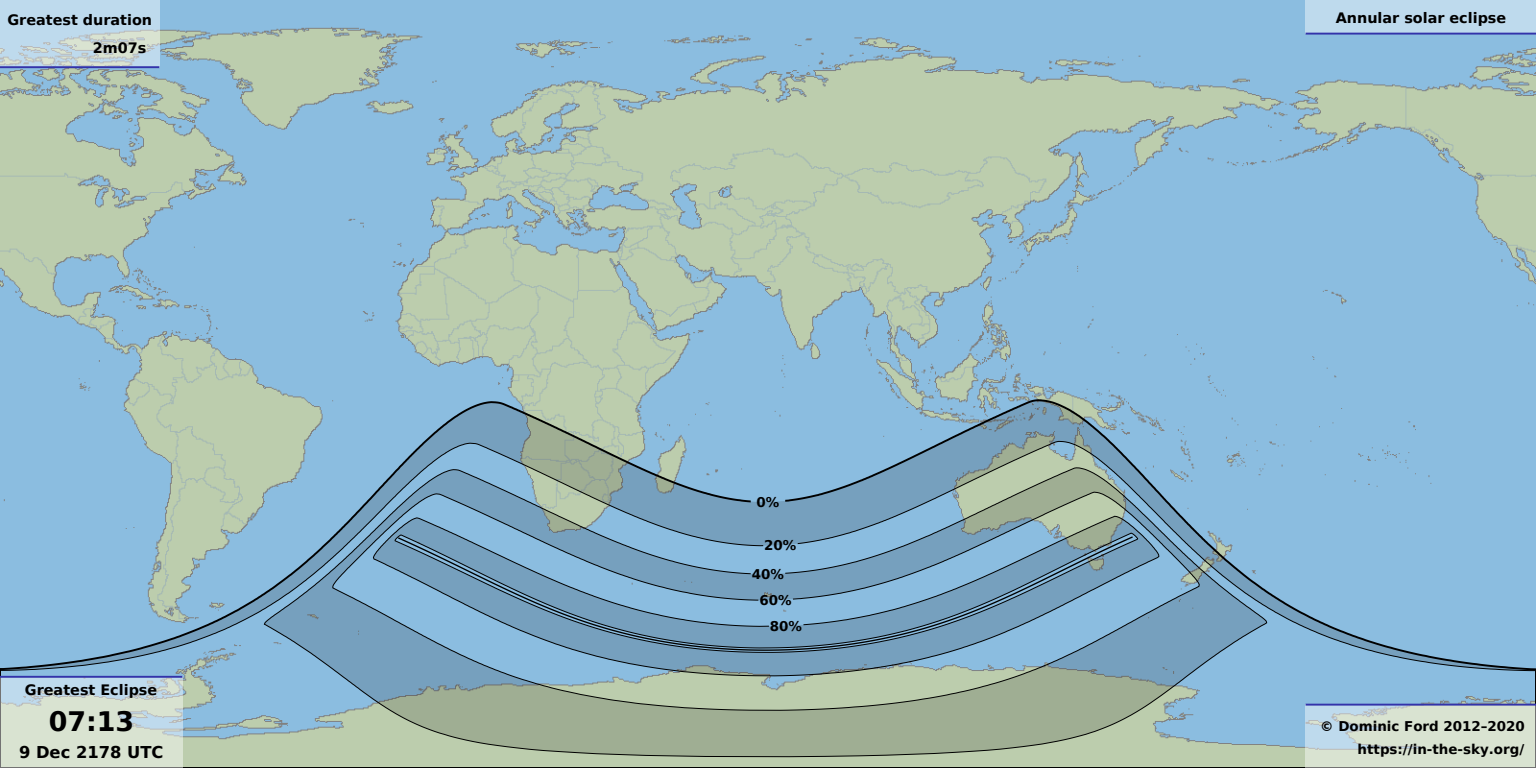 Greatest duration
2m07s
Annular solar eclipse
0%
20%
40%
60%
80%
Greatest Eclipse
07:13
9 Dec 2178 UTC
© Dominic Ford 2012–2020
https://in-the-sky.org/